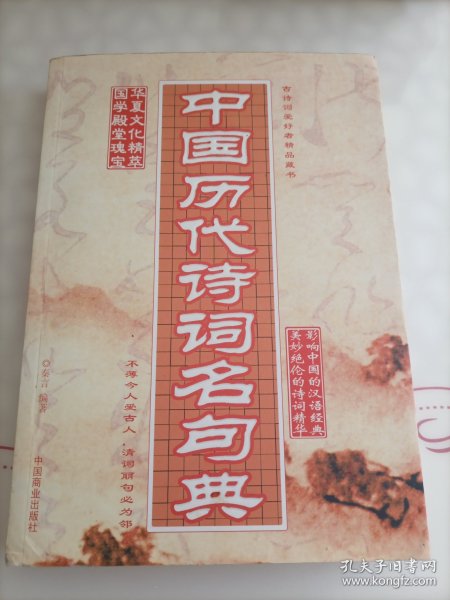 中国历代诗词名句典
华夏文化精萃
国学殿堂瑰宝
古诗词爱好者精品藏书
影响中国的汉语经典
美妙绝伦的诗词精华
不薄今人爱古人·清词丽句必为邻
◎秦言 编著
中国商业出版社
孔夫子旧书网
www.kongfz.com